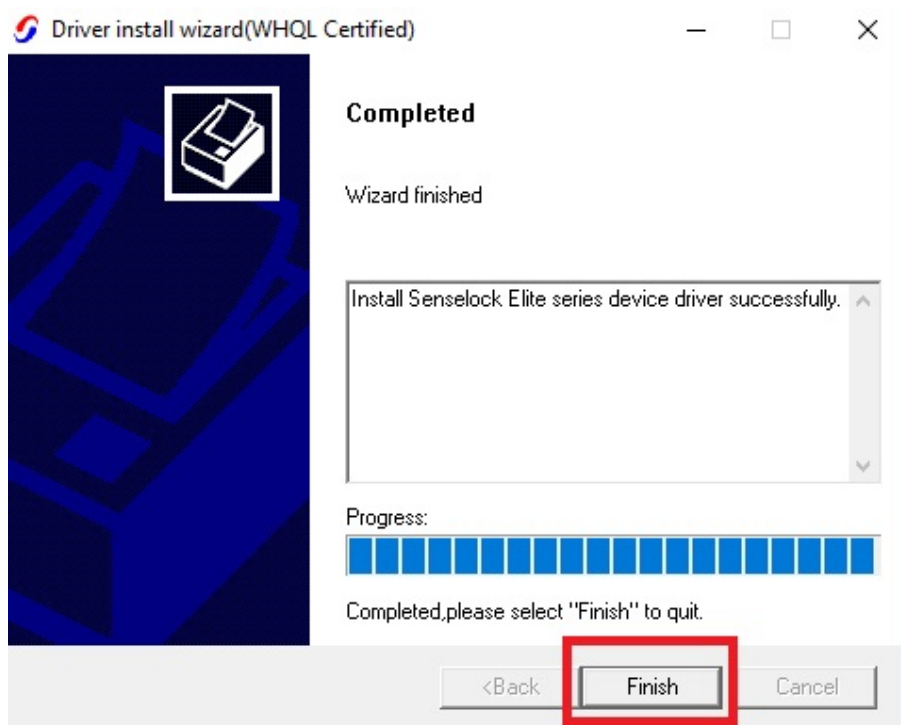 Driver install wizard(WHQL Certified)
Completed
Wizard finished
Install Senselock Elite series device driver successfully.
Progress:
Completed,please select "Finish" to quit.
<Back
Finish
Cancel